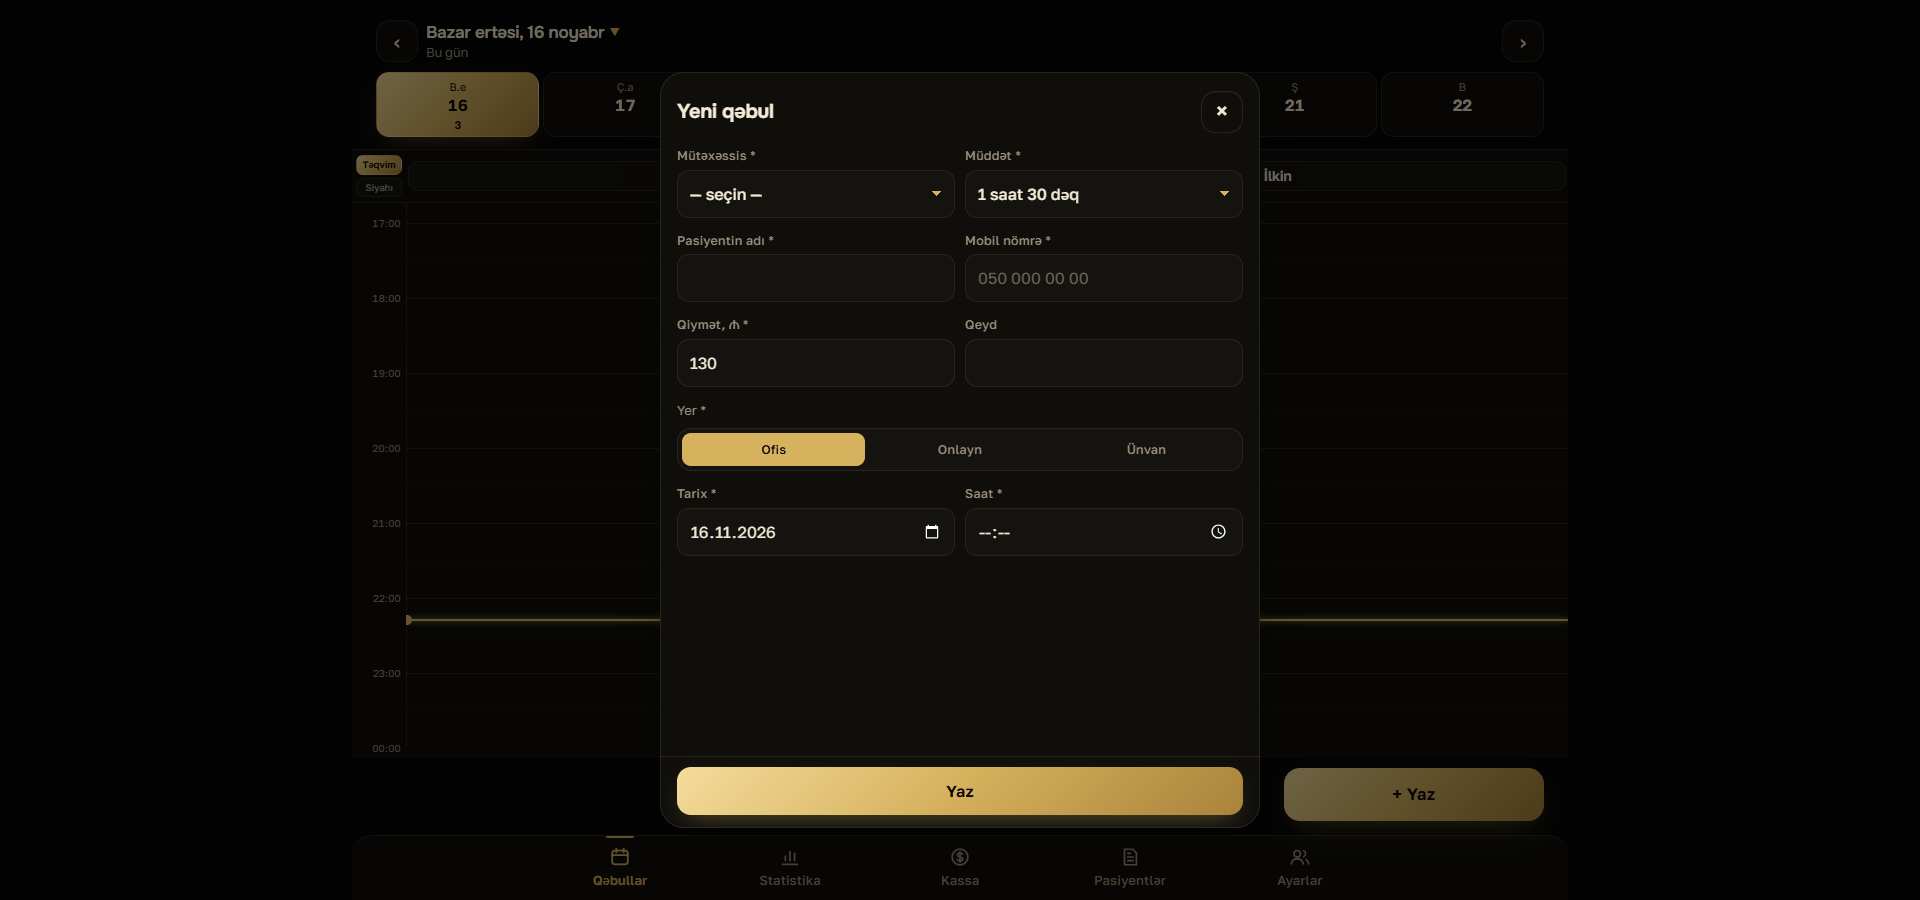 ‹
Bazar ertəsi, 16 noyabr ▼
Bu gün
›
B.e
16
3
Ç.a
17
Ş
21
B
22
Təqvim
Siyahı
İlkin
17:00
18:00
19:00
20:00
21:00
22:00
23:00
00:00
Yeni qəbul
×
Mütəxəssis *
Müddət *
— seçin —
1 saat 30 dəq
Pasiyentin adı *
Mobil nömrə *
050 000 00 00
Qiymət, ₼ *
Qeyd
130
Yer *
Ofis
Onlayn
Ünvan
Tarix *
Saat *
16.11.2026
--:--
Yaz
+ Yaz
Qəbullar
Statistika
Kassa
Pasiyentlər
Ayarlar